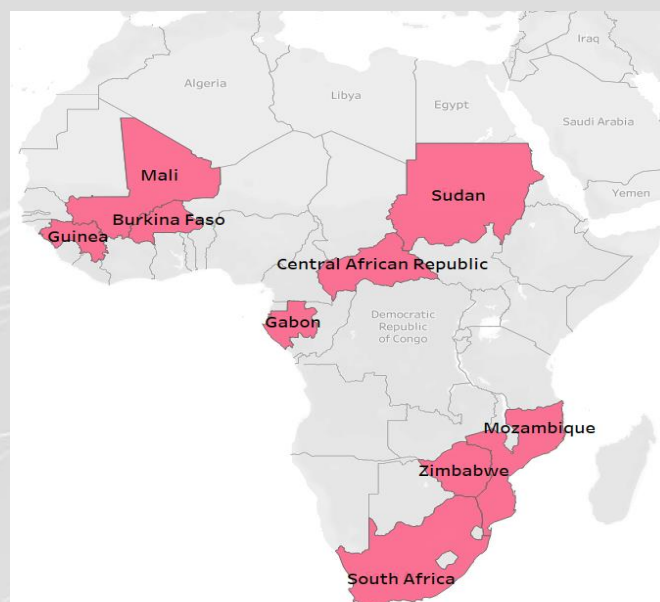 Iraq
Algeria
Libya
Egypt
Saudi Arabia
Mali
Sudan
Yemen
Burkina Faso
Guinea
Central African Republic
Gabon
Democratic
Republic
of Congo
Mozambique
Zimbabwe
South Africa